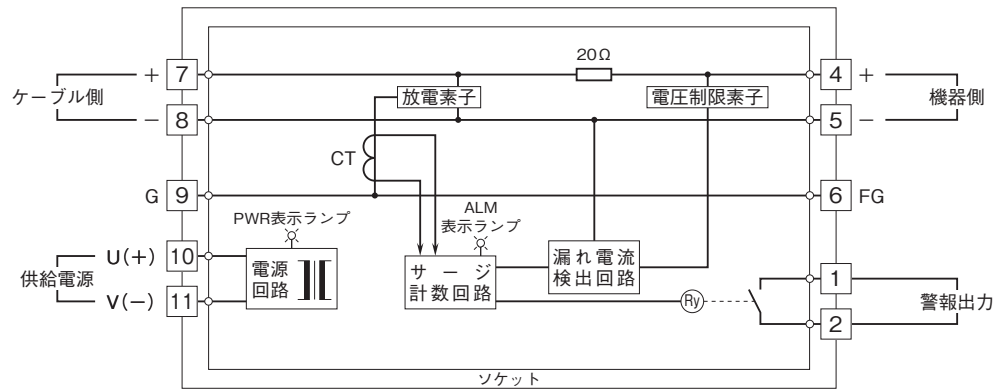 20Ω
+ 7
4 +
ケーブル側
放電素子
電圧制限素子
機器側
− 8
5 −
CT
G 9
6 FG
PWR表示ランプ
ALM
表示ランプ
U(+) 10
供給電源
電源
回路
サージ
計数回路
漏れ電流
検出回路
1
V(−) 11
Ry
警報出力
2
ソケット